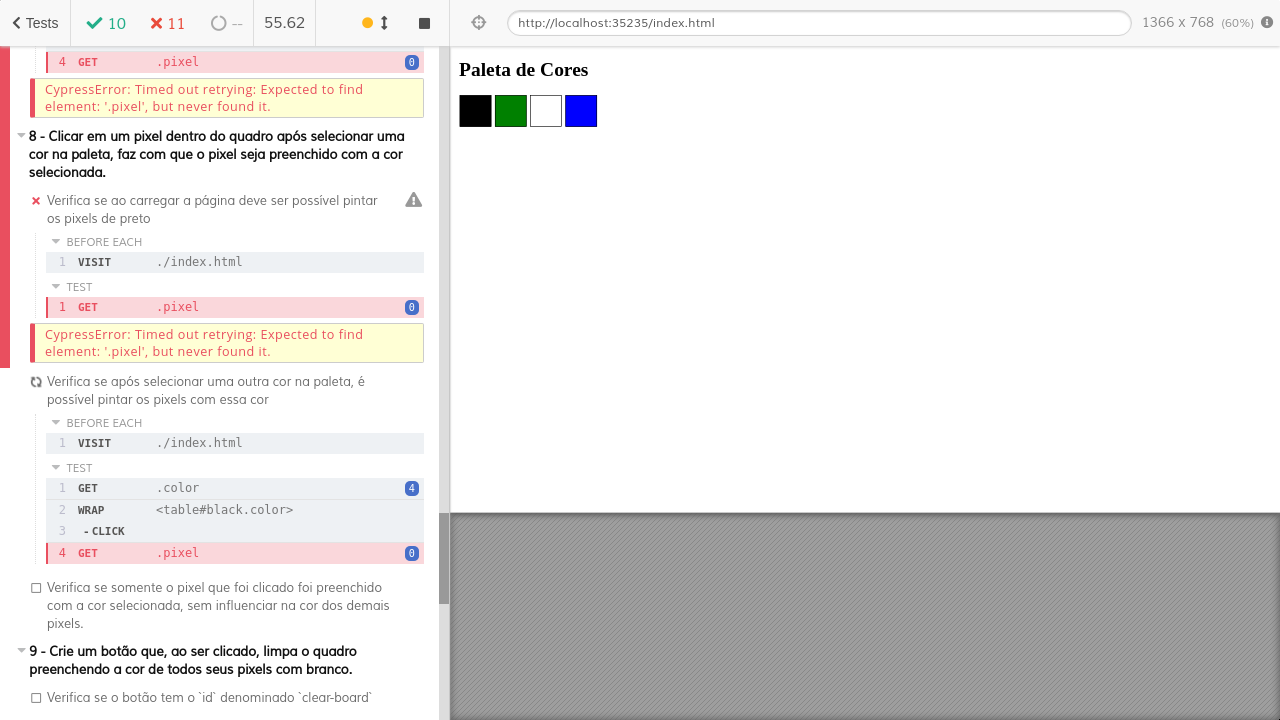 Tests
10
11
--
55.62
http://localhost:35235/index.html
1366 x 768 (60%)
4 GET .pixel 0
CypressError: Timed out retrying: Expected to find
element: '.pixel', but never found it.
8 - Clicar em um pixel dentro do quadro após selecionar uma
cor na paleta, faz com que o pixel seja preenchido com a cor
selecionada.
Verifica se ao carregar a página deve ser possível pintar
os pixels de preto
BEFORE EACH
1 VISIT ./index.html
TEST
1 GET .pixel 0
CypressError: Timed out retrying: Expected to find
element: '.pixel', but never found it.
Verifica se após selecionar uma outra cor na paleta, é
possível pintar os pixels com essa cor
BEFORE EACH
1 VISIT ./index.html
TEST
1 GET .color 4
2 WRAP <table#black.color>
3 -CLICK
4 GET .pixel 0
Verifica se somente o pixel que foi clicado foi preenchido
com a cor selecionada, sem influenciar na cor dos demais
pixels.
9 - Crie um botão que, ao ser clicado, limpa o quadro
preenchendo a cor de todos seus pixels com branco.
Verifica se o botão tem o `id` denominado `clear-board`
Paleta de Cores